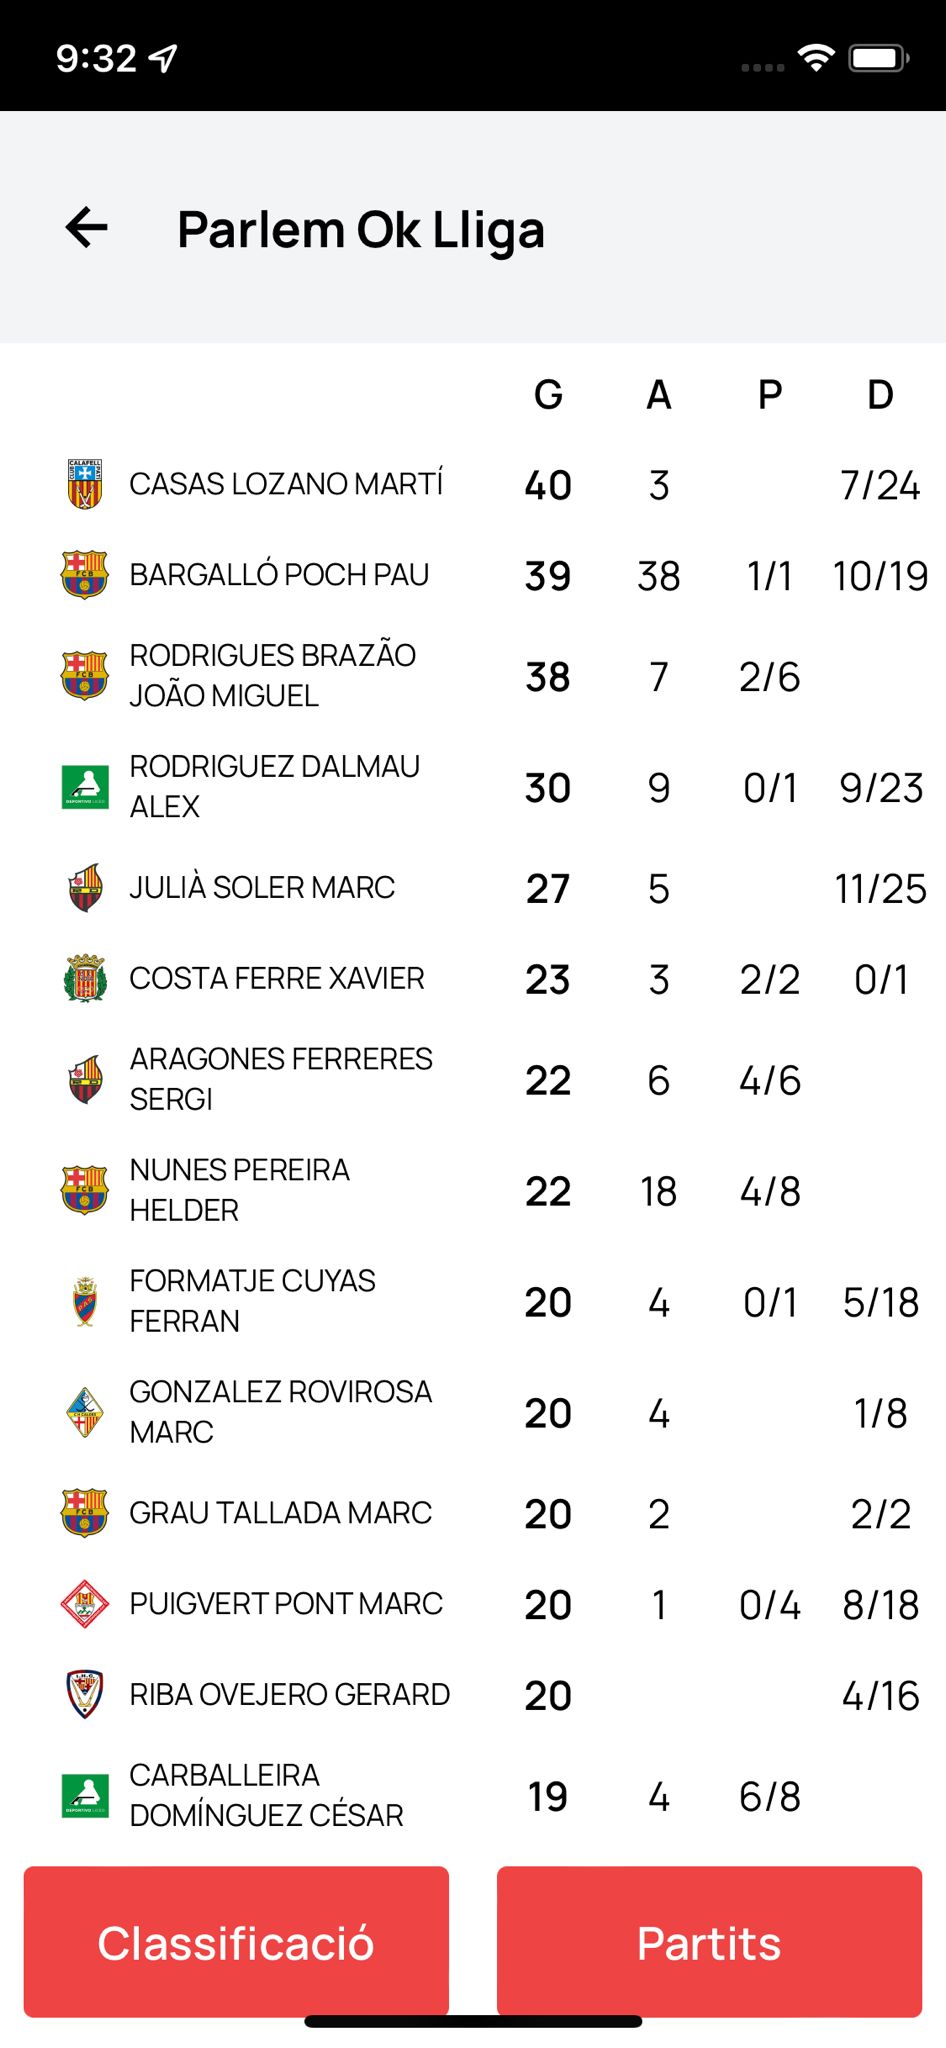 9:32
Parlem Ok Lliga
G A P D
CASAS LOZANO MARTÍ 40 3 7/24
BARGALLÓ POCH PAU 39 38 1/1 10/19
RODRIGUES BRAZÃO
JOÃO MIGUEL 38 7 2/6
RODRIGUEZ DALMAU
ALEX 30 9 0/1 9/23
JULIÀ SOLER MARC 27 5 11/25
COSTA FERRE XAVIER 23 3 2/2 0/1
ARAGONES FERRERES
SERGI 22 6 4/6
NUNES PEREIRA
HELDER 22 18 4/8
FORMATJE CUYAS
FERRAN 20 4 0/1 5/18
GONZALEZ ROVIROSA
MARC 20 4 1/8
GRAU TALLADA MARC 20 2 2/2
PUIGVERT PONT MARC 20 1 0/4 8/18
RIBA OVEJERO GERARD 20 4/16
CARBALLEIRA
DOMÍNGUEZ CÉSAR 19 4 6/8
Classificació Partits